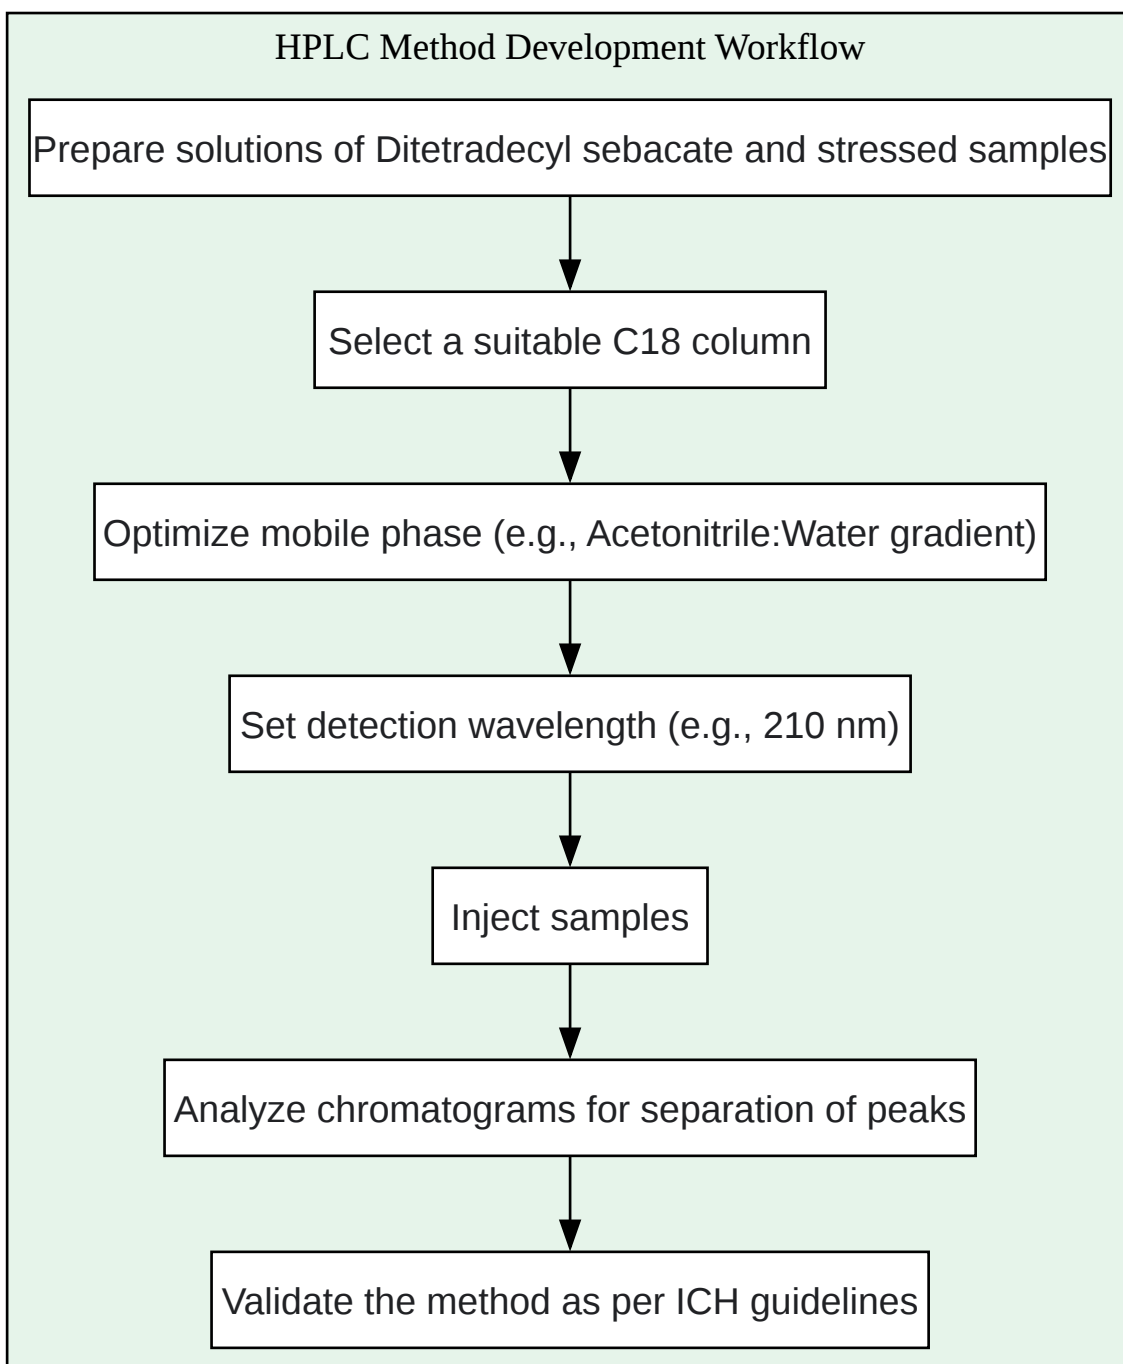 HPLC Method Development Workflow
Prepare solutions of Ditetradecyl sebacate and stressed samples
Select a suitable C18 column
Optimize mobile phase (e.g., Acetonitrile:Water gradient)
Set detection wavelength (e.g., 210 nm)
Inject samples
Analyze chromatograms for separation of peaks
Validate the method as per ICH guidelines